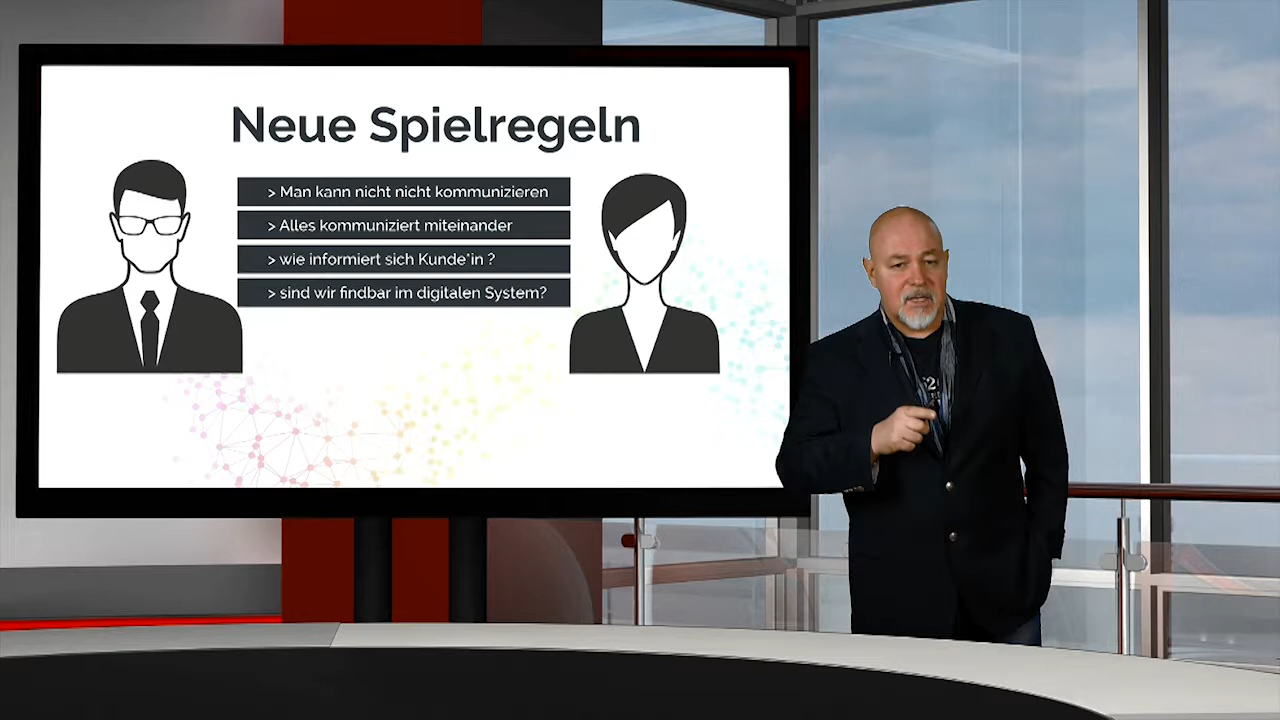 Neue Spielregeln
> Man kann nicht nicht kommunizieren
> Alles kommuniziert miteinander
> wie informiert sich Kunde*in ?
> sind wir findbar im digitalen System?